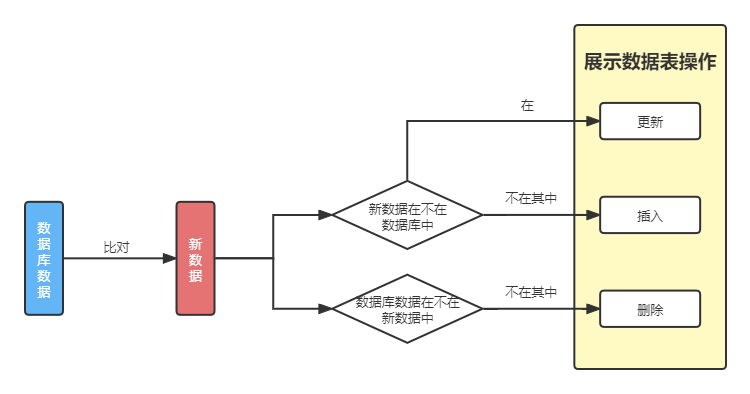 展示数据表操作
在
更新
数据库数据
比对
新数据
新数据在不在
数据库中
不在其中
插入
数据库数据在不在
新数据中
不在其中
删除